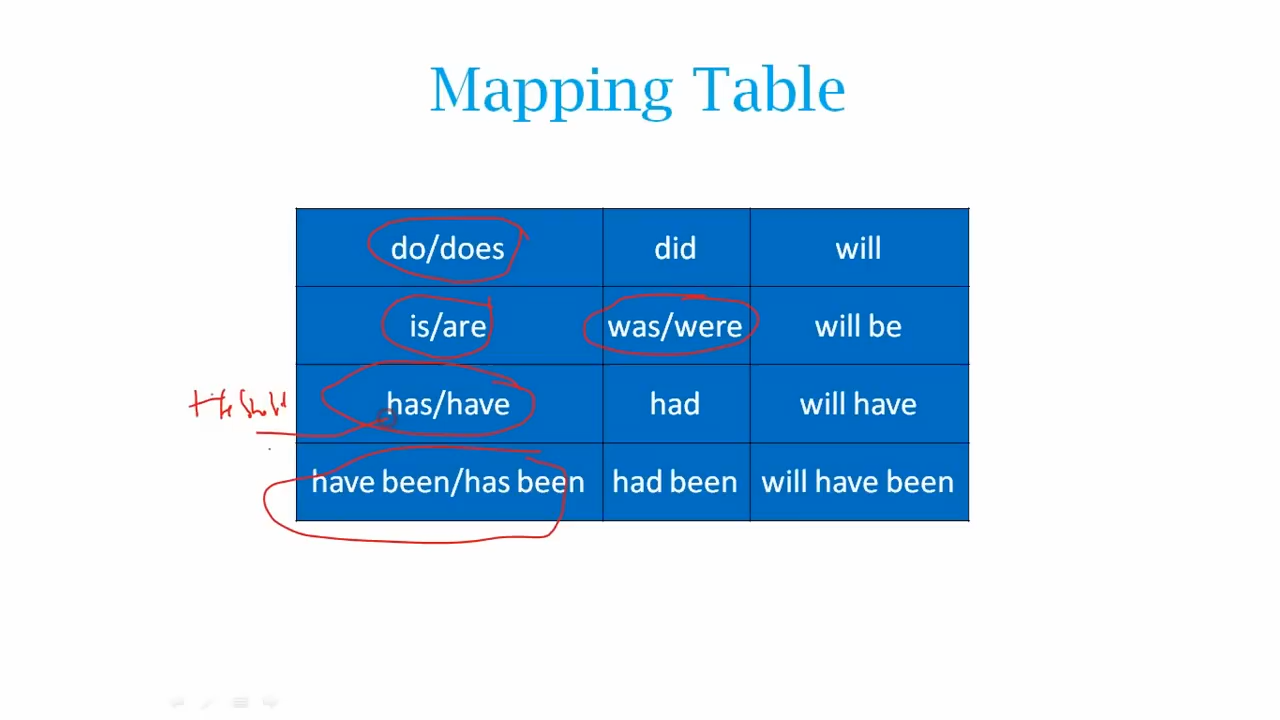 Mapping Table
do/does did will
is/are was/were will be
has/have had will have
have been/has been had been will have been